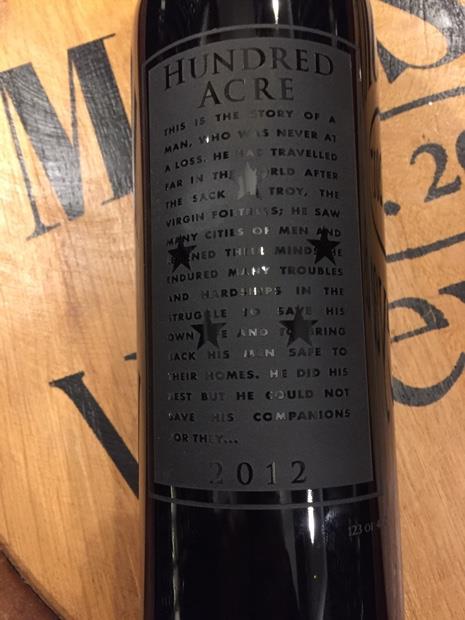 HUNDRED
ACRE
THIS IS THE STORY OF A
MAN, WHO WAS NEVER AT
A LOSS. HE HAD TRAVELLED
FAR IN THE WORLD AFTER
THE SACK TROY, THE
VIRGIN FORTRESS; HE SAW
MANY CITIES OF MEN AND
LEARNED THEIR MINDS HE
ENDURED MANY TROUBLES
AND HARDSHIPS IN THE
STRUGGLE TO SAVE HIS
OWN AND TO BRING
BACK HIS MEN SAFE TO
THEIR HOMES. HE DID HIS
BEST BUT HE COULD NOT
SAVE HIS COMPANIONS
FOR THEY...
2012
123 OF